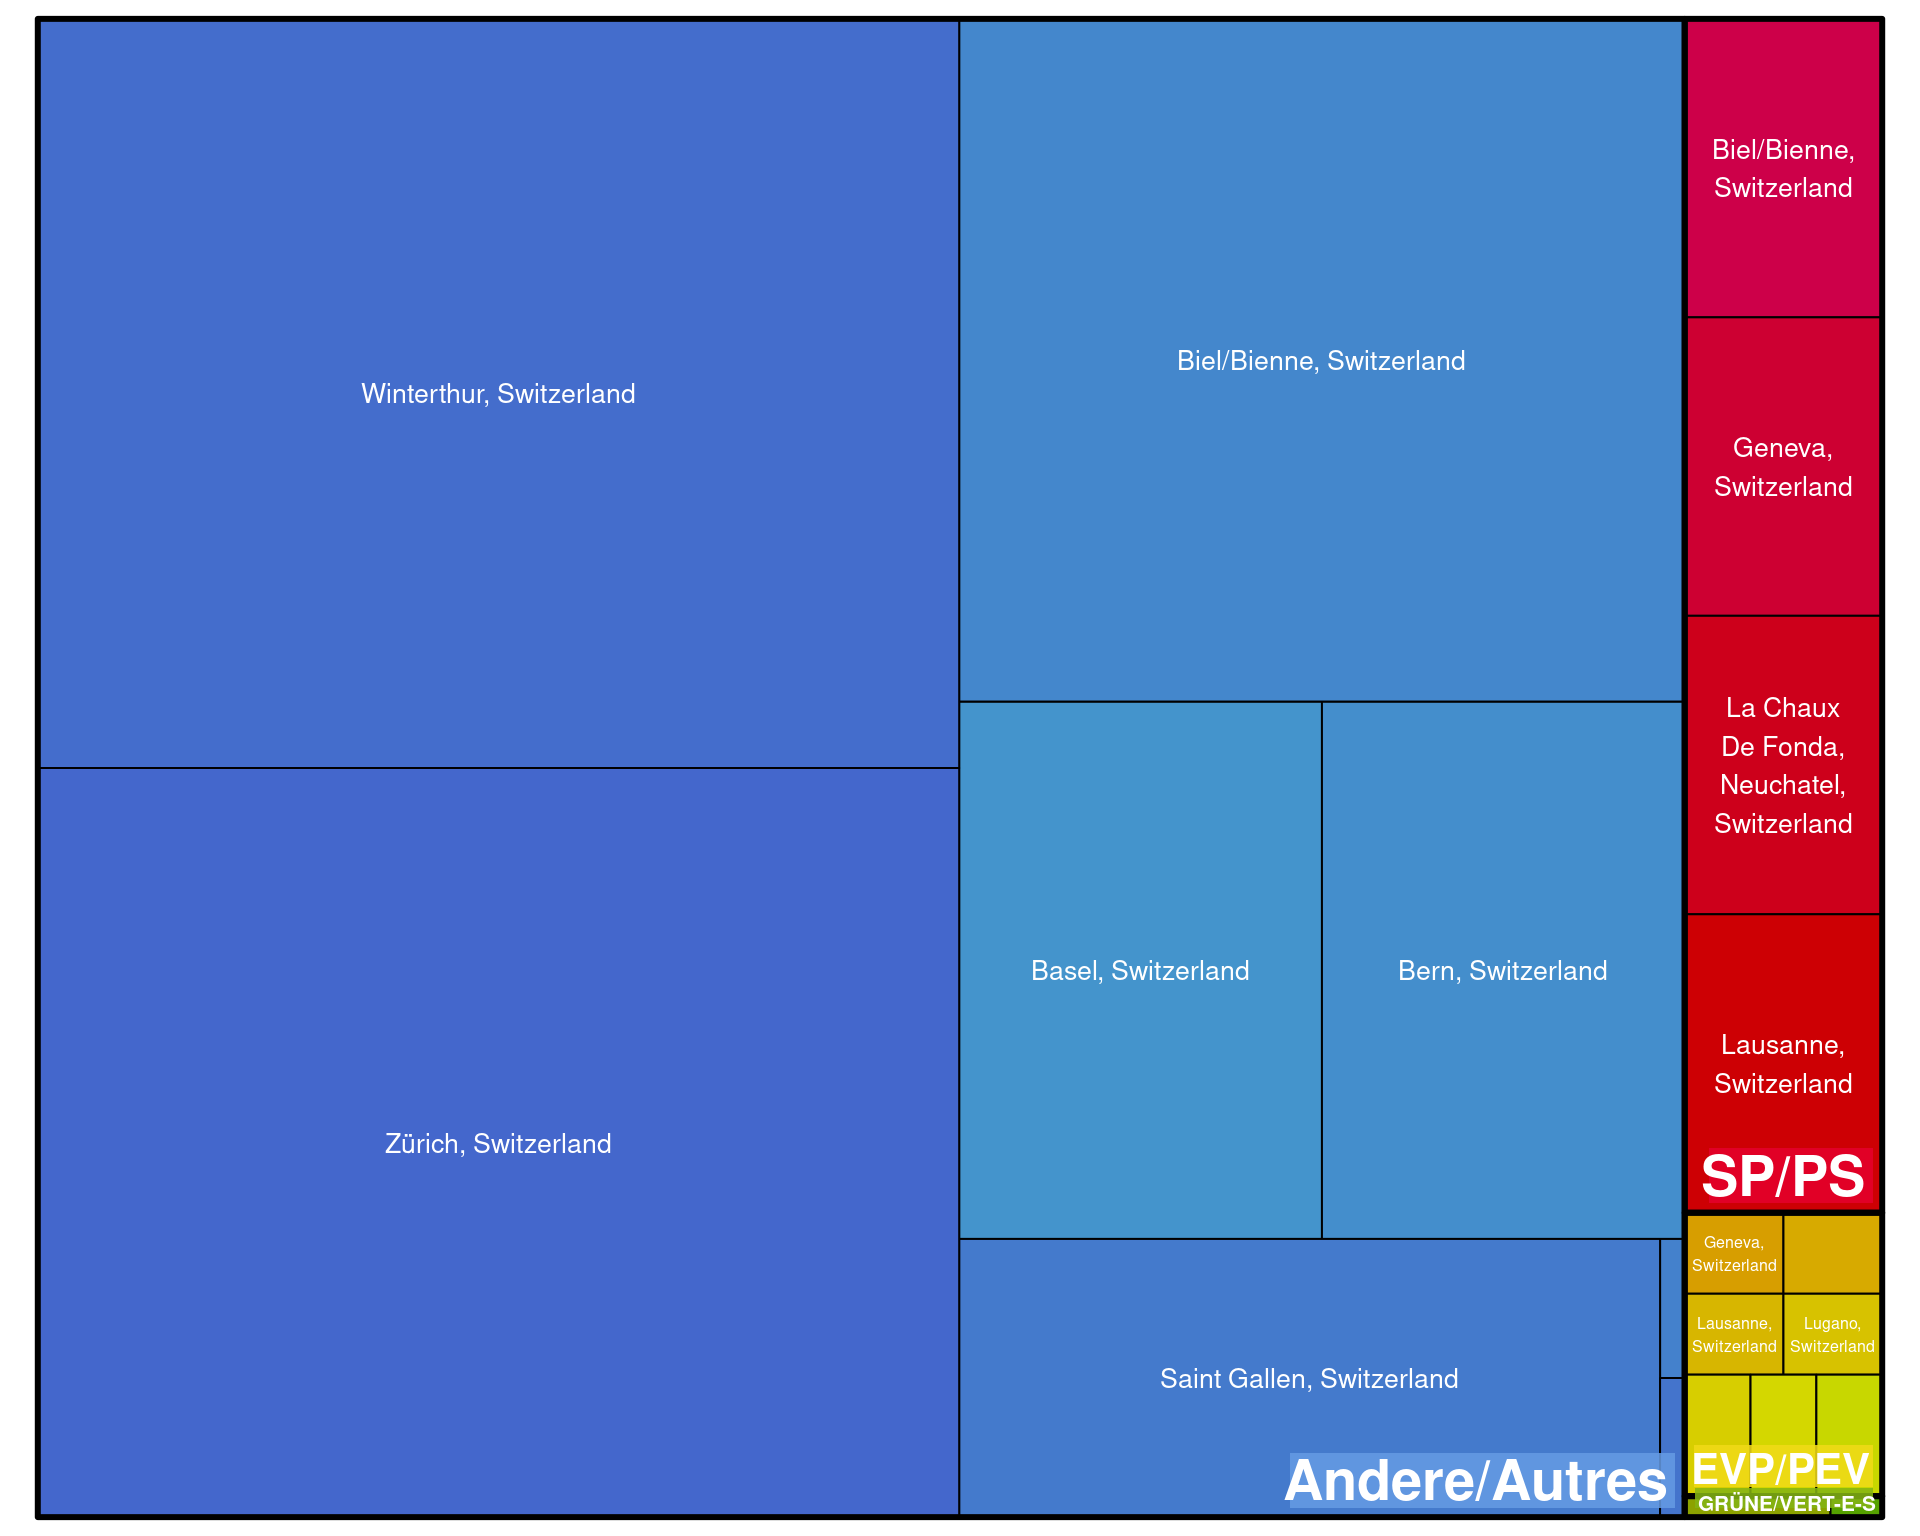 Winterthur, Switzerland
Zürich, Switzerland
Biel/Bienne, Switzerland
Basel, Switzerland
Bern, Switzerland
Saint Gallen, Switzerland
Andere/Autres
Biel/Bienne,
Switzerland
Geneva,
Switzerland
La Chaux
De Fonda,
Neuchatel,
Switzerland
Lausanne,
Switzerland
SP/PS
Geneva,
Switzerland
Lausanne,
Switzerland
Lugano,
Switzerland
EVP/PEV
GRÜNE/VERT-E-S